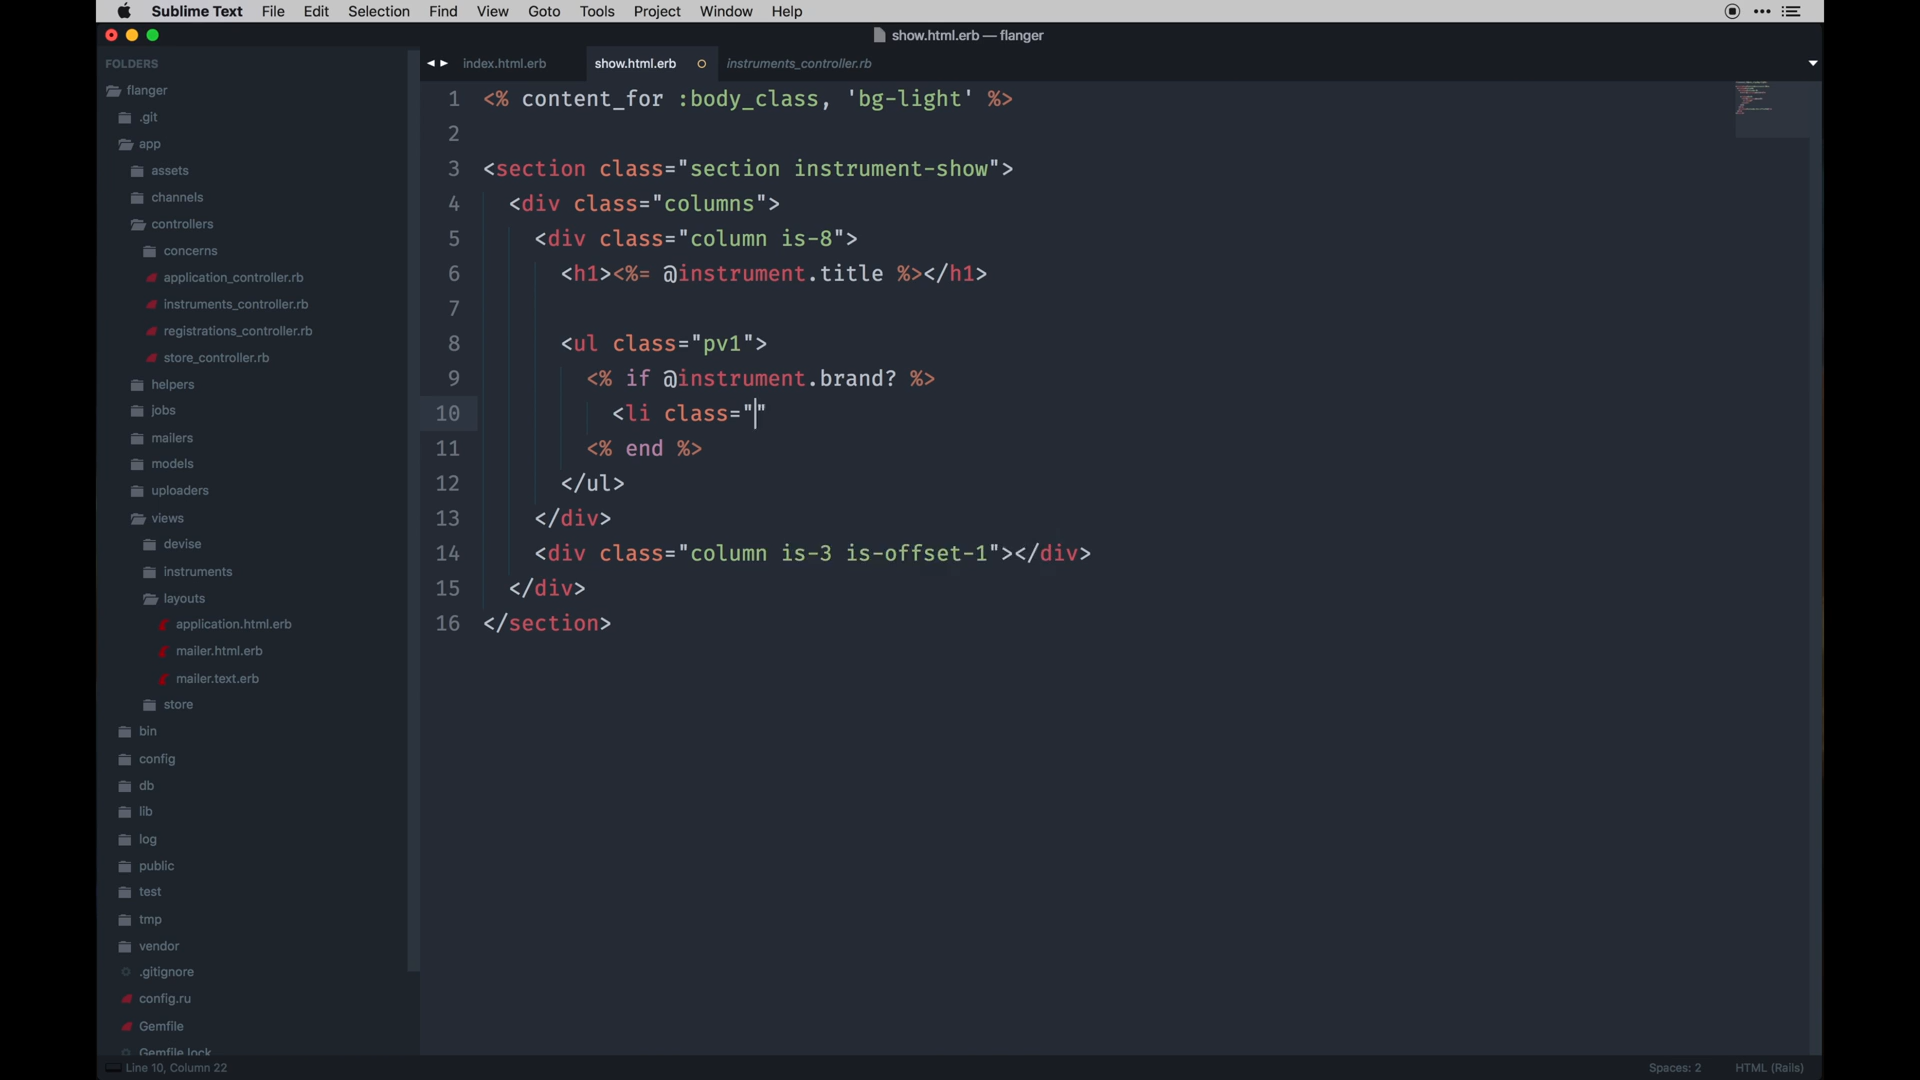 Sublime Text File Edit Selection Find View Goto Tools Project Window Help
show.html.erb — flanger
FOLDERS
flanger
.git
app
assets
channels
controllers
concerns
application_controller.rb
instruments_controller.rb
registrations_controller.rb
store_controller.rb
helpers
jobs
mailers
models
uploaders
views
devise
instruments
layouts
application.html.erb
mailer.html.erb
mailer.text.erb
store
bin
config
db
lib
log
public
test
tmp
vendor
.gitignore
config.ru
Gemfile
Gemfile.lock
index.html.erb show.html.erb instruments_controller.rb
1 <% content_for :body_class, 'bg-light' %>
2
3 <section class="section instrument-show">
4 <div class="columns">
5 <div class="column is-8">
6 <h1><%= @instrument.title %></h1>
7
8 <ul class="pv1">
9 <% if @instrument.brand? %>
10 <li class=""
11 <% end %>
12 </ul>
13 </div>
14 <div class="column is-3 is-offset-1"></div>
15 </div>
16 </section>
Line 10, Column 22 Spaces: 2 HTML (Rails)